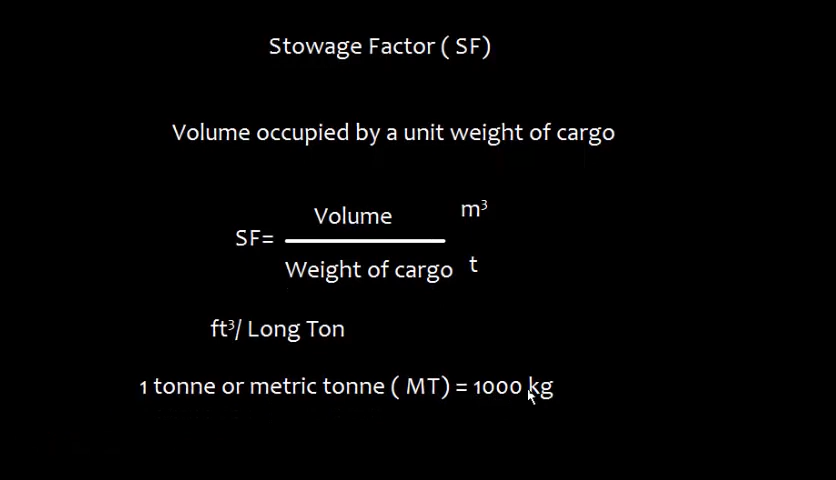 Stowage Factor ( SF)
Volume occupied by a unit weight of cargo
SF= Volume / Weight of cargo m³ / t
ft³/ Long Ton
1 tonne or metric tonne ( MT) = 1000 kg